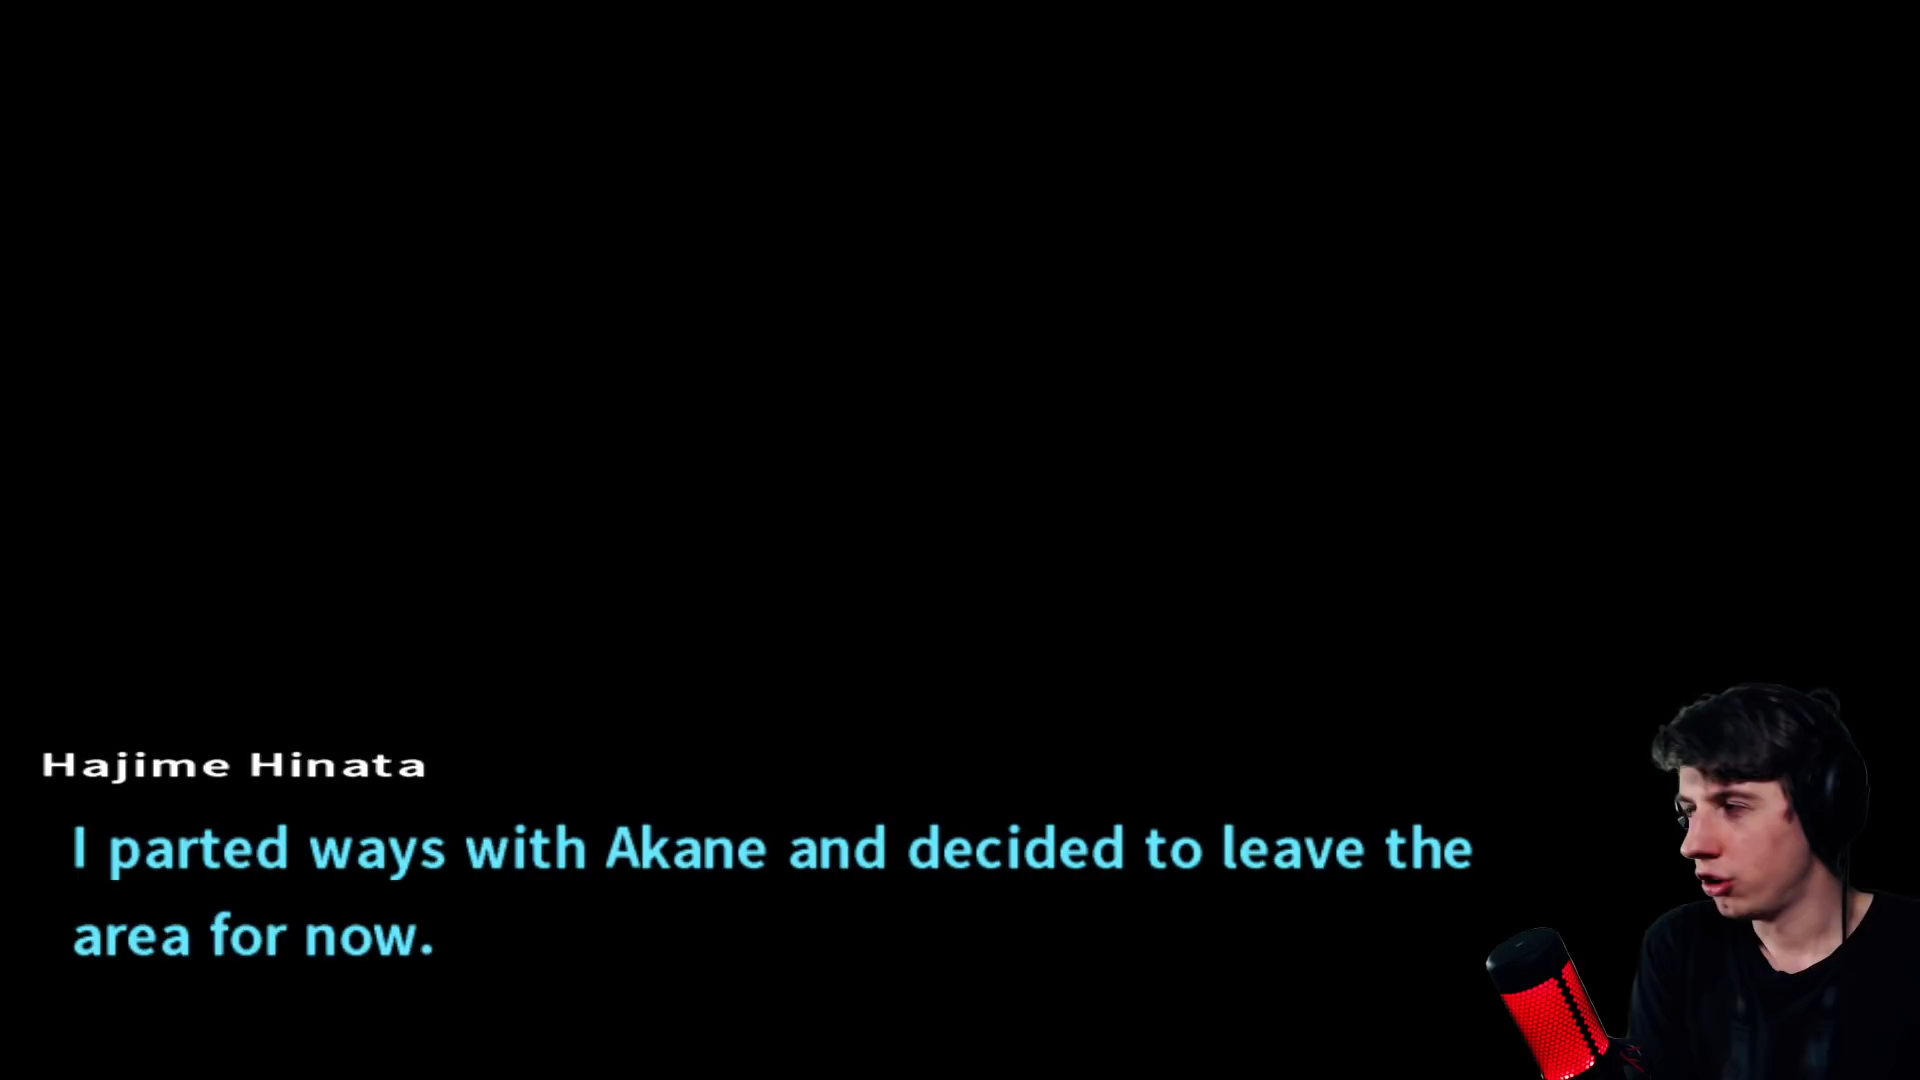 Hajime Hinata
I parted ways with Akane and decided to leave the
area for now.